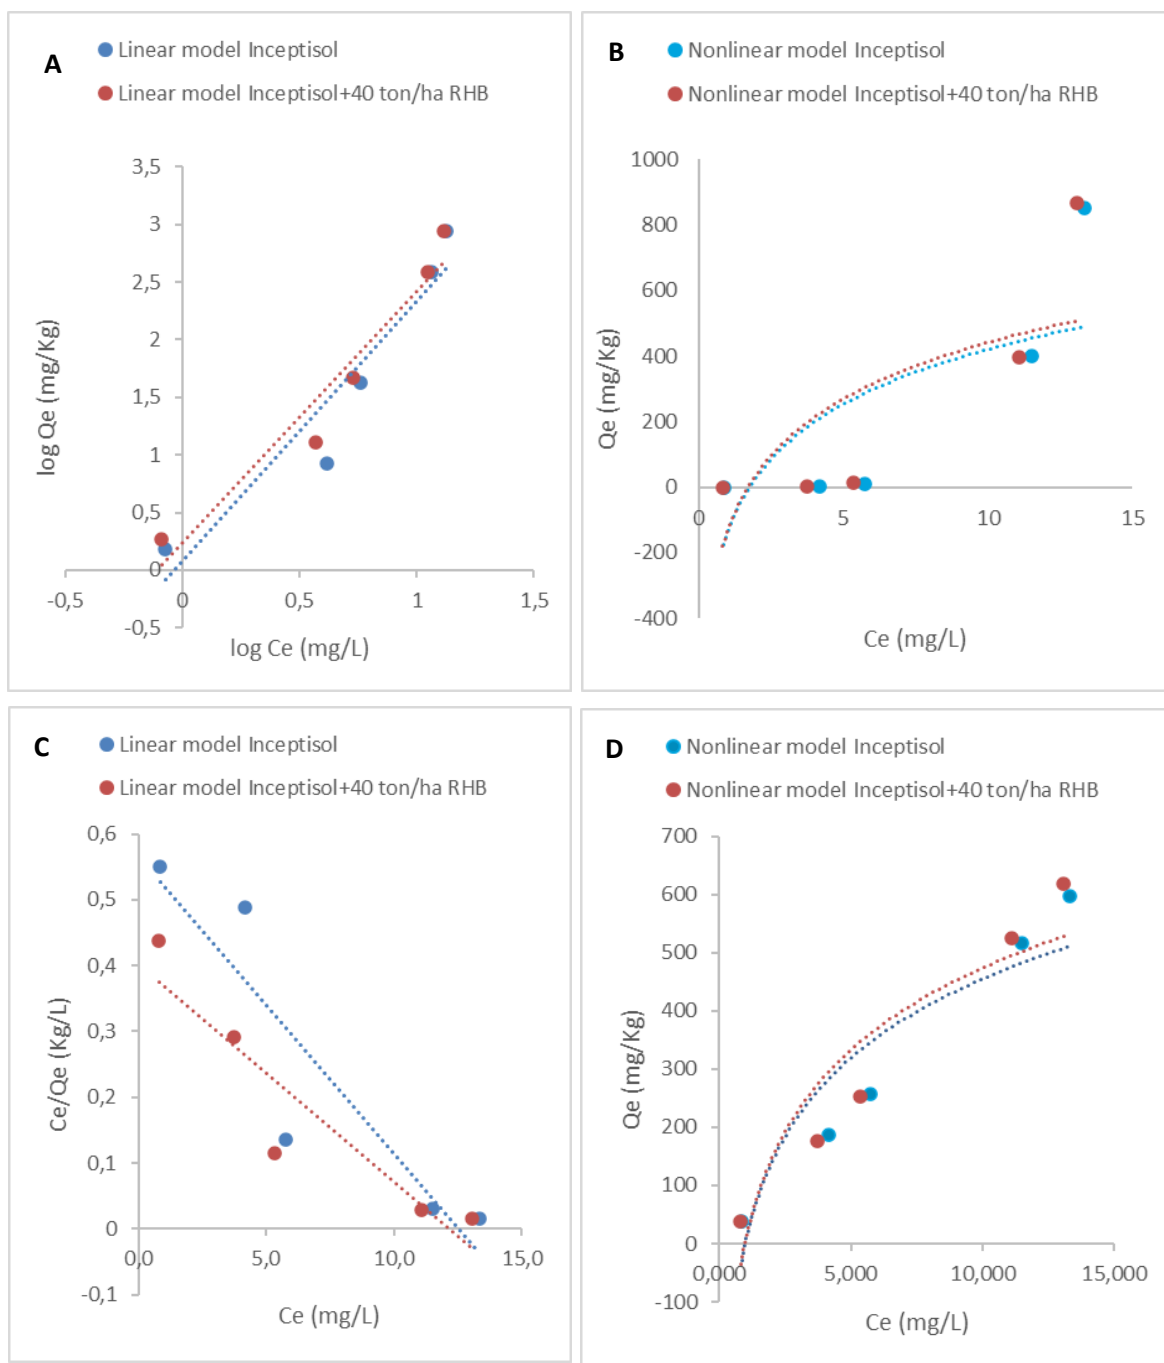 A
Linear model Inceptisol
Linear model Inceptisol+40 ton/ha RHB
3,5
3
2,5
2
1,5
1
0,5
0
-0,5
log Qe (mg/Kg)
-0,5
0
0,5
1
1,5
log Ce (mg/L)
B
Nonlinear model Inceptisol
Nonlinear model Inceptisol+40 ton/ha RHB
1000
800
600
400
200
0
-200
-400
Qe (mg/Kg)
0
5
10
15
Ce (mg/L)
C
Linear model Inceptisol
Linear model Inceptisol+40 ton/ha RHB
0,6
0,5
0,4
0,3
0,2
0,1
0
-0,1
Ce/Qe (Kg/L)
0,0
5,0
10,0
15,0
Ce (mg/L)
D
Nonlinear model Inceptisol
Nonlinear model Inceptisol+40 ton/ha RHB
700
600
500
400
300
200
100
0
-100
Qe (mg/Kg)
0,000
5,000
10,000
15,000
Ce (mg/L)